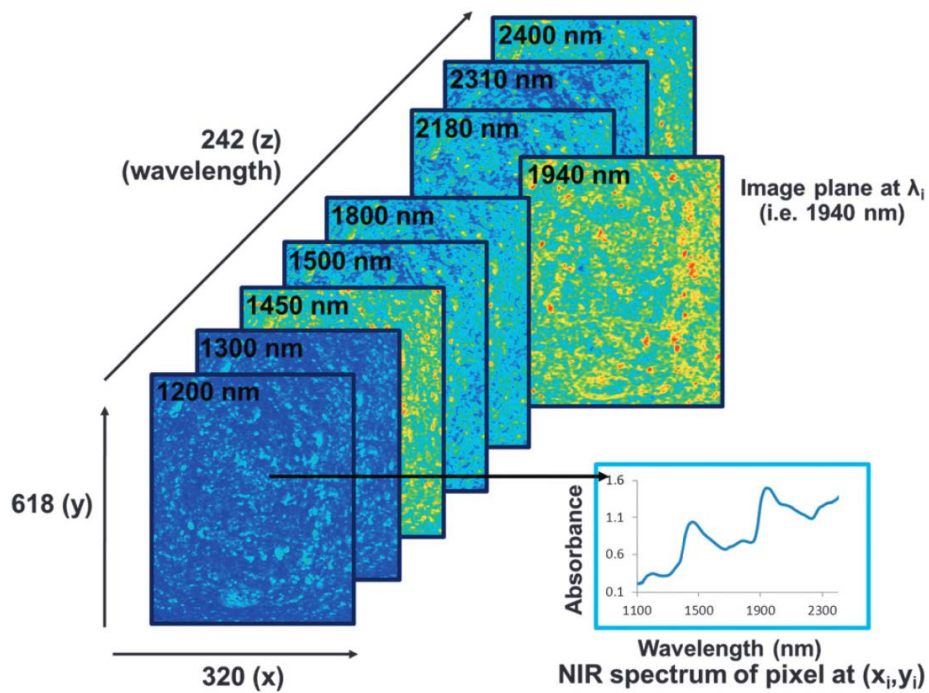 2400 nm
2310 nm
2180 nm
1940 nm
1800 nm
1500 nm
1450 nm
1300 nm
1200 nm
242 (z)
(wavelength)
Image plane at λi
(i.e. 1940 nm)
618 (y)
320 (x)
Absorbance
1.6
1.1
0.6
0.1
1100 1500 1900 2300
Wavelength (nm)
NIR spectrum of pixel at (xi,yi)